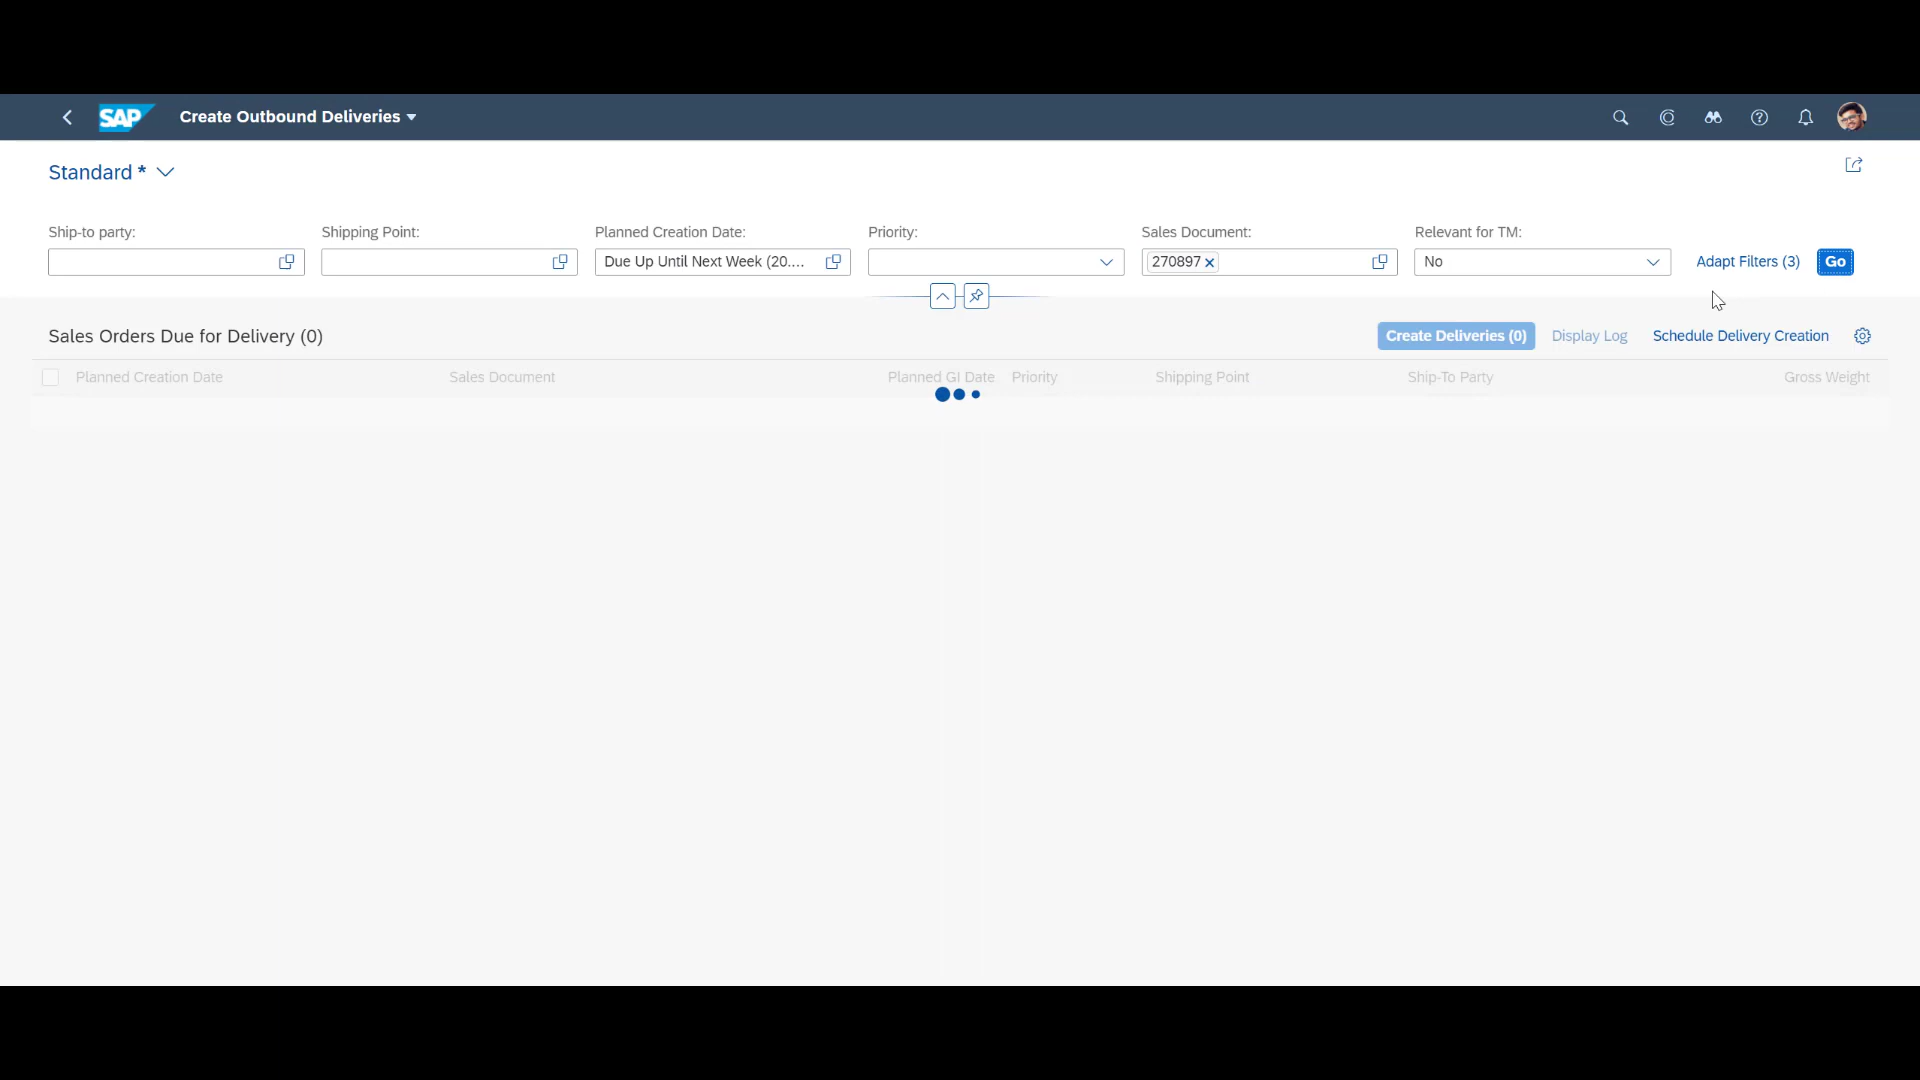 SAP Create Outbound Deliveries
Standard *
Ship-to party: Shipping Point: Planned Creation Date: Priority: Sales Document: Relevant for TM:
Due Up Until Next Week (20.... 270897 No Adapt Filters (3) Go
Sales Orders Due for Delivery (0) Create Deliveries (0) Display Log Schedule Delivery Creation
Planned Creation Date Sales Document Planned GI Date Priority Shipping Point Ship-To Party Gross Weight